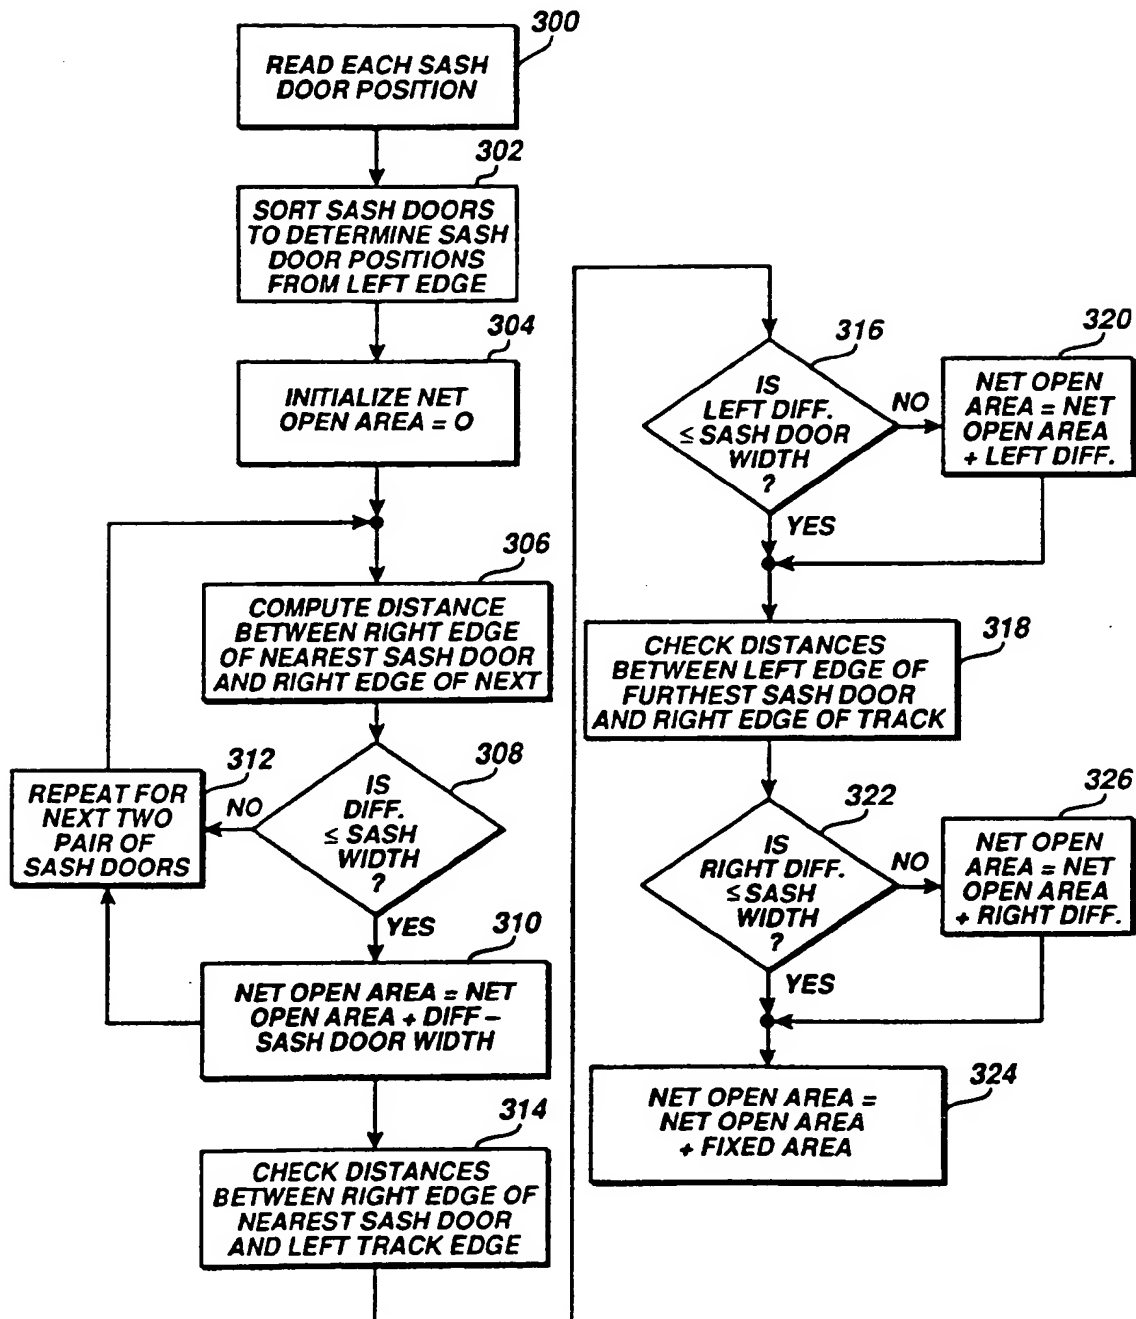 300
READ EACH SASH
DOOR POSITION
302
SORT SASH DOORS
TO DETERMINE SASH
DOOR POSITIONS
FROM LEFT EDGE
304
INITIALIZE NET
OPEN AREA = O
306
COMPUTE DISTANCE
BETWEEN RIGHT EDGE
OF NEAREST SASH DOOR
AND RIGHT EDGE OF NEXT
308
IS
DIFF.
≤ SASH
WIDTH
?
NO
YES
312
REPEAT FOR
NEXT TWO
PAIR OF
SASH DOORS
310
NET OPEN AREA = NET
OPEN AREA + DIFF –
SASH DOOR WIDTH
314
CHECK DISTANCES
BETWEEN RIGHT EDGE OF
NEAREST SASH DOOR
AND LEFT TRACK EDGE
316
IS
LEFT DIFF.
≤ SASH DOOR
WIDTH
?
NO
YES
320
NET OPEN
AREA = NET
OPEN AREA
+ LEFT DIFF.
318
CHECK DISTANCES
BETWEEN LEFT EDGE OF
FURTHEST SASH DOOR
AND RIGHT EDGE OF TRACK
322
IS
RIGHT DIFF.
≤ SASH
WIDTH
?
NO
YES
326
NET OPEN
AREA = NET
OPEN AREA
+ RIGHT DIFF.
324
NET OPEN AREA =
NET OPEN AREA
+ FIXED AREA